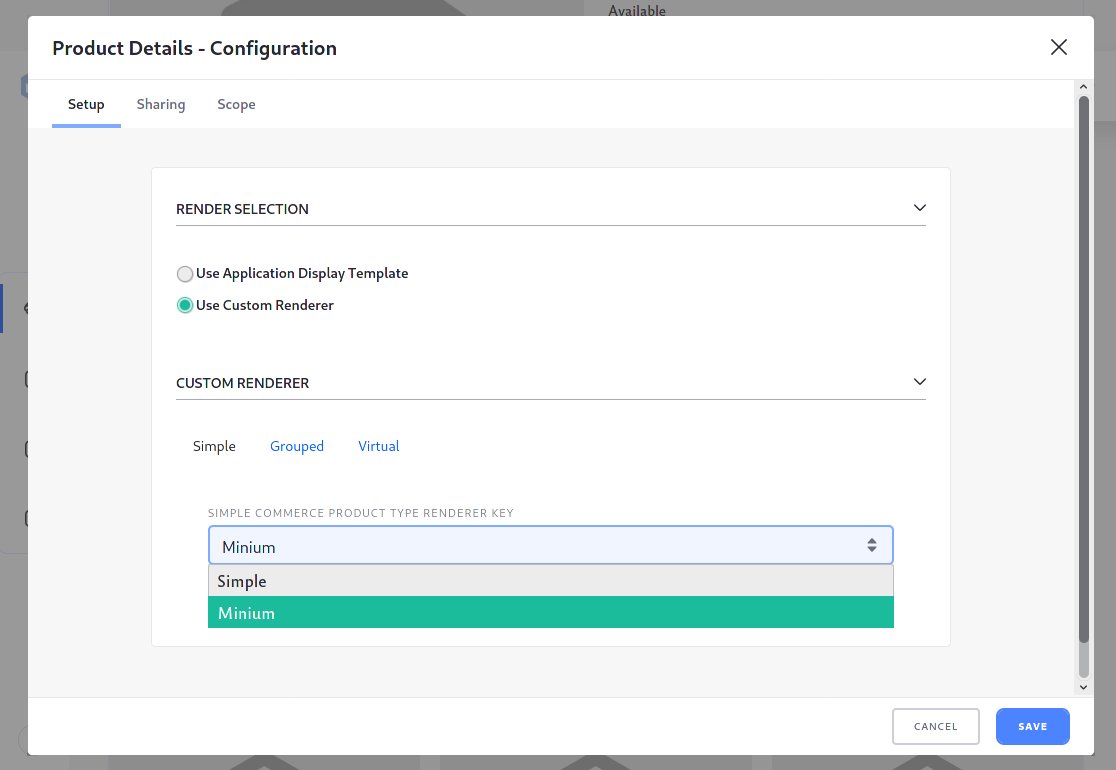 Available
Product Details - Configuration
Setup Sharing Scope
RENDER SELECTION
Use Application Display Template
Use Custom Renderer
CUSTOM RENDERER
Simple Grouped Virtual
SIMPLE COMMERCE PRODUCT TYPE RENDERER KEY
Minium
Simple
Minium
CANCEL SAVE